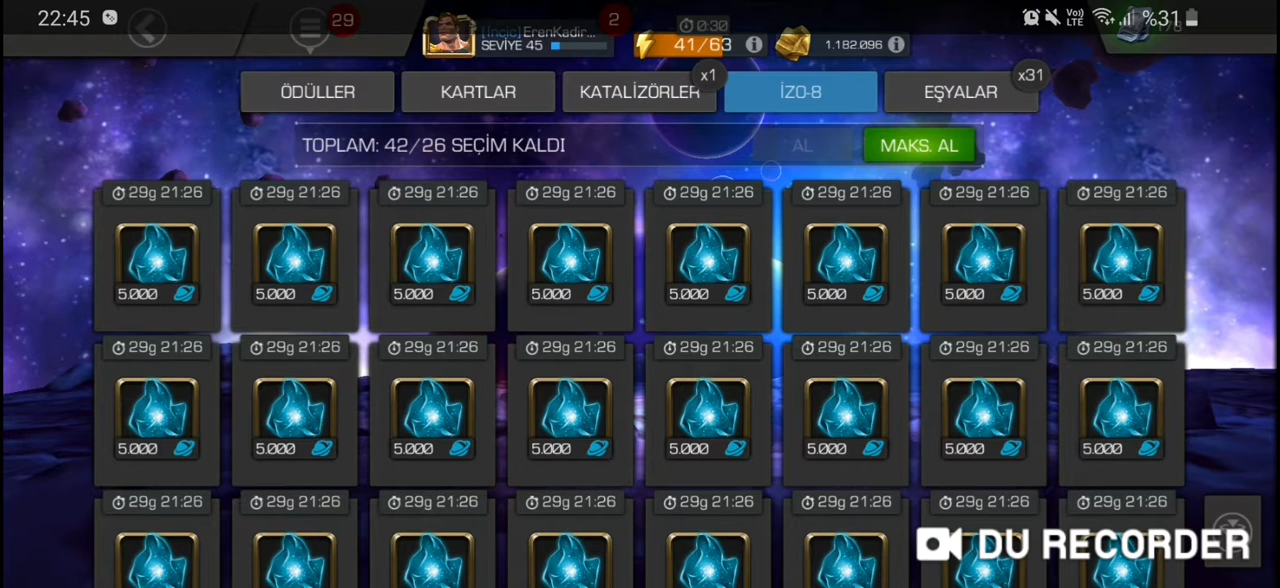 22:45
Vo)) LTE
%31
29
2
ErenKadir...
SEVİYE 45
0:30
41/63
1.182.096
ÖDÜLLER
KARTLAR
KATALİZÖRLER
x1
İZO-8
EŞYALAR
x31
TOPLAM: 42/26 SEÇİM KALDI
AL
MAKS. AL
29g 21:26 29g 21:26 29g 21:26 29g 21:26 29g 21:26 29g 21:26 29g 21:26 29g 21:26
5.000 5.000 5.000 5.000 5.000 5.000 5.000 5.000
29g 21:26 29g 21:26 29g 21:26 29g 21:26 29g 21:26 29g 21:26 29g 21:26 29g 21:26
5.000 5.000 5.000 5.000 5.000 5.000 5.000 5.000
29g 21:26 29g 21:26 29g 21:26 29g 21:26 29g 21:26 29g 21:26 29g 21:26 29g 21:26
DU RECORDER